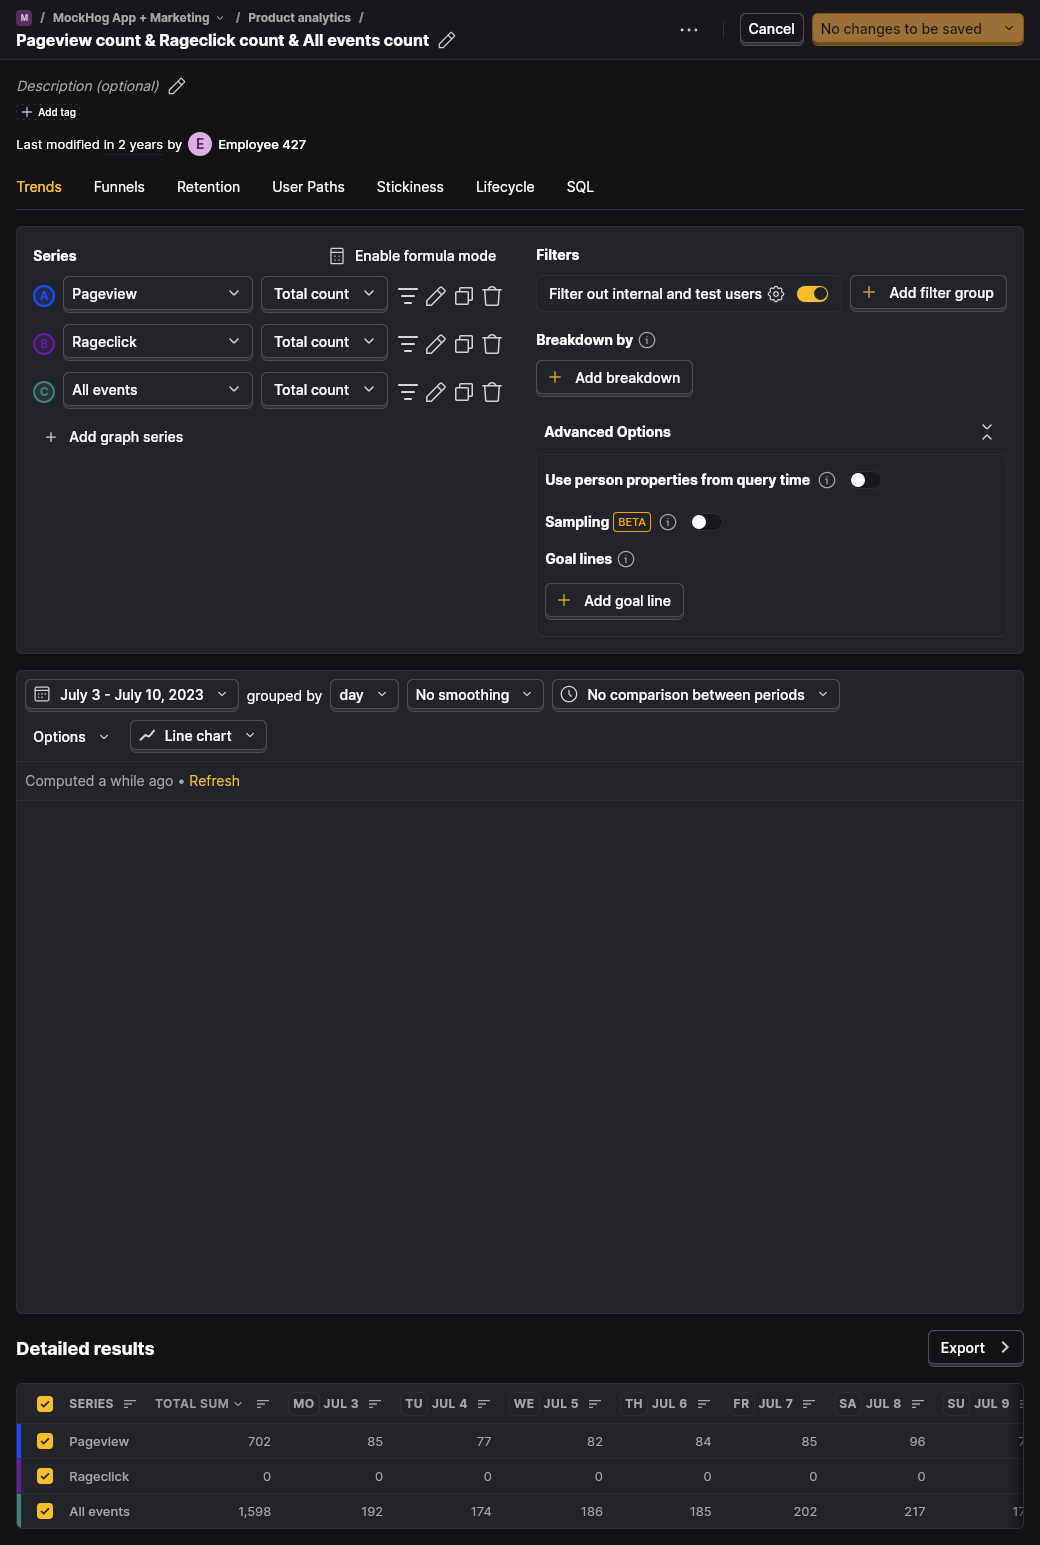 M / MockHog App + Marketing / Product analytics /
Pageview count & Rageclick count & All events count
Cancel
No changes to be saved
Description (optional)
Add tag
Last modified in 2 years by E Employee 427
Trends Funnels Retention User Paths Stickiness Lifecycle SQL
Series
Enable formula mode
A Pageview Total count
B Rageclick Total count
C All events Total count
Add graph series
Filters
Filter out internal and test users
Add filter group
Breakdown by
Add breakdown
Advanced Options
Use person properties from query time
Sampling BETA
Goal lines
Add goal line
July 3 - July 10, 2023 grouped by day No smoothing No comparison between periods
Options Line chart
Computed a while ago • Refresh
Detailed results
Export
SERIES TOTAL SUM MO JUL 3 TU JUL 4 WE JUL 5 TH JUL 6 FR JUL 7 SA JUL 8 SU JUL 9
Pageview 702 85 77 82 84 85 96
Rageclick 0 0 0 0 0 0 0
All events 1,598 192 174 186 185 202 217